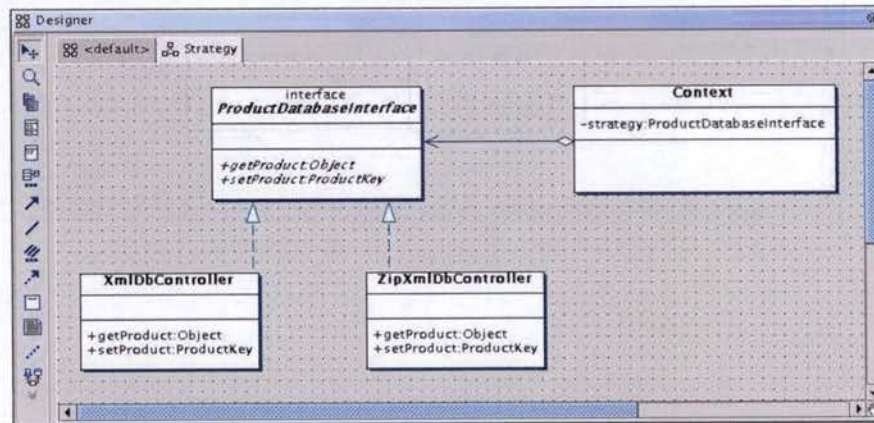 Designer
<default> Strategy
interface
ProductDatabaseInterface
+getProduct:Object
+setProduct:ProductKey
Context
-strategy:ProductDatabaseInterface
XmlDbController
+getProduct:Object
+setProduct:ProductKey
ZipXmlDbController
+getProduct:Object
+setProduct:ProductKey